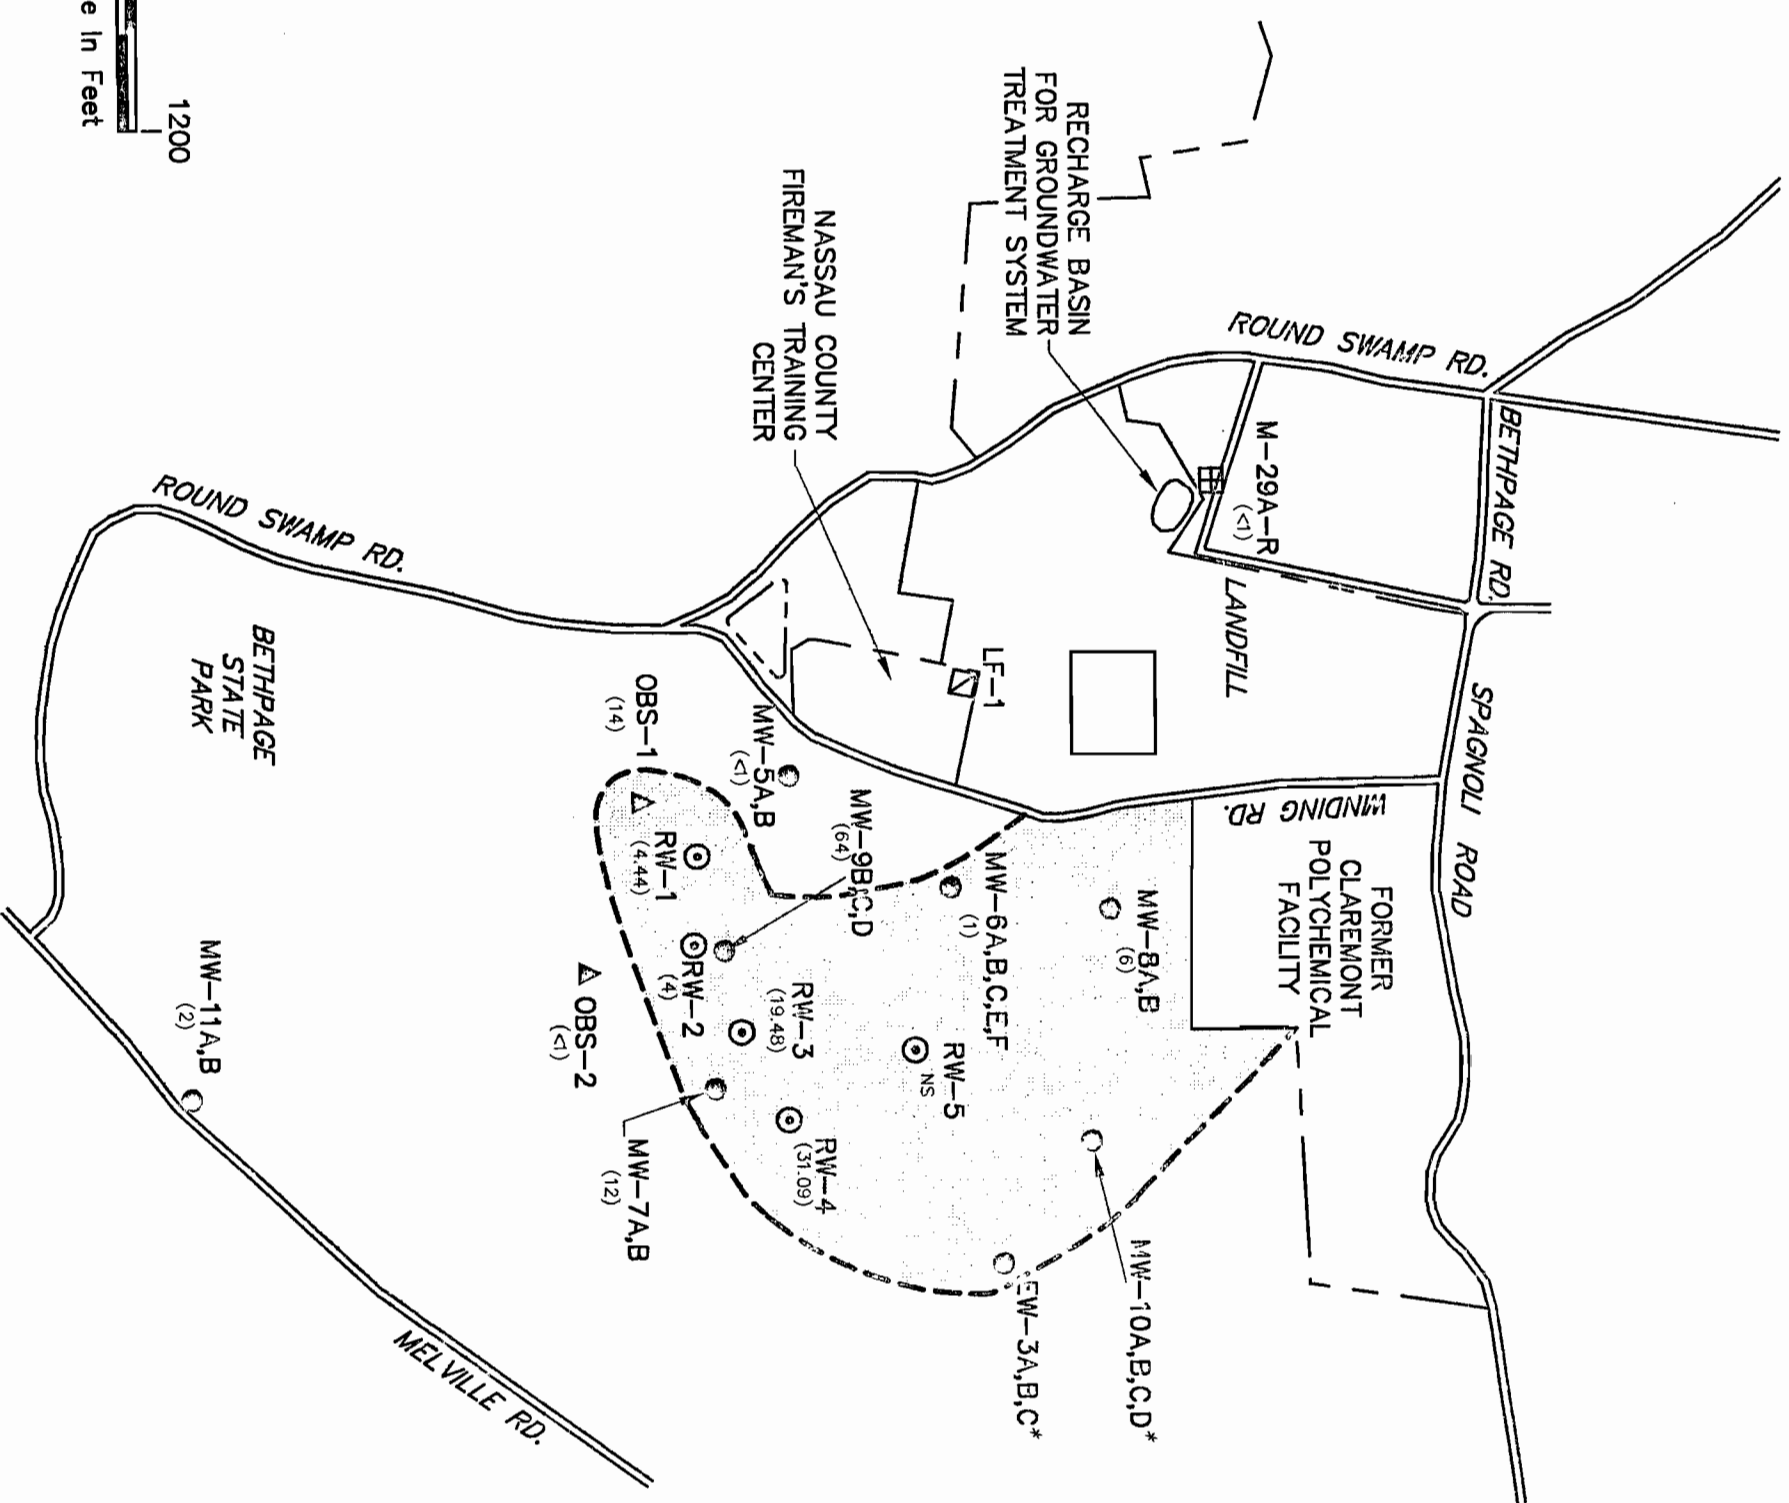 ROUND SWAMP RD.
BETHPAGE RD.
SPAGNOLI ROAD
M-29A-R
(<1)
LANDFILL
WINDING RD.
FORMER
CLAREMONT
POLYCHEMICAL
FACILITY
RECHARGE BASIN
FOR GROUNDWATER
TREATMENT SYSTEM
NASSAU COUNTY
FIREMAN'S TRAINING
CENTER
LF-1
MW-8A,B
(6)
MW-10A,B,C,D*
EW-3A,B,C*
MW-6A,B,C,E,F
(1)
RW-5
NS
MW-9B,C,D
(64)
MW-5A,B
(<1)
RW-3
(19.48)
RW-4
(31.09)
OBS-1
(14)
RW-1
(4.44)
RW-2
(4)
MW-7A,B
(12)
OBS-2
(<1)
ROUND SWAMP RD.
BETHPAGE
STATE
PARK
MW-11A,B
(2)
MELVILLE RD.
1200
e In Feet